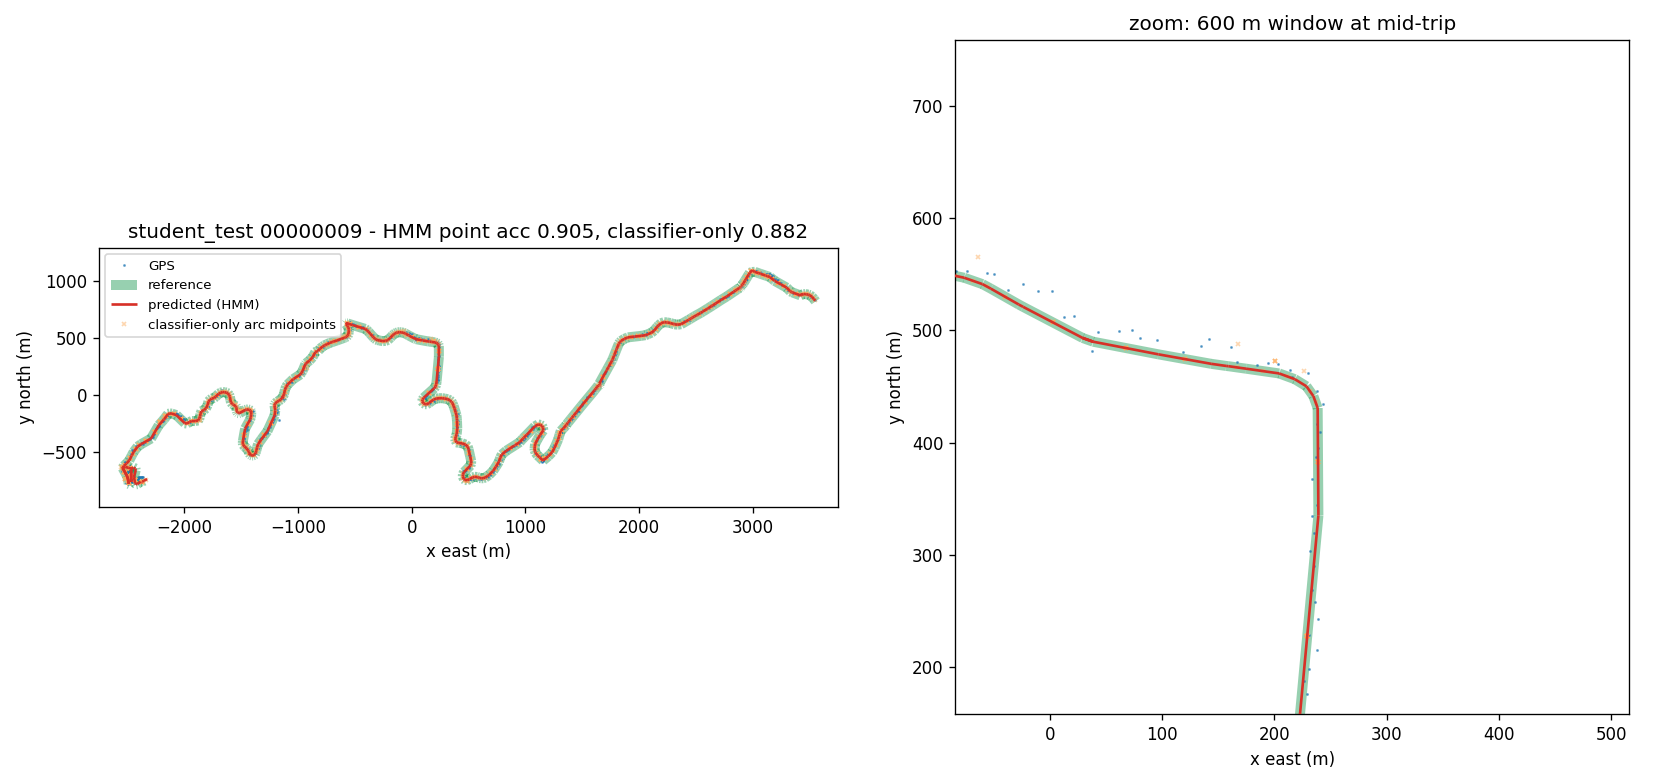 student_test 00000009 - HMM point acc 0.905, classifier-only 0.882
GPS
reference
predicted (HMM)
classifier-only arc midpoints
1000
500
0
−500
y north (m)
−2000 −1000 0 1000 2000 3000
x east (m)
zoom: 600 m window at mid-trip
700
600
500
400
300
200
y north (m)
0 100 200 300 400 500
x east (m)